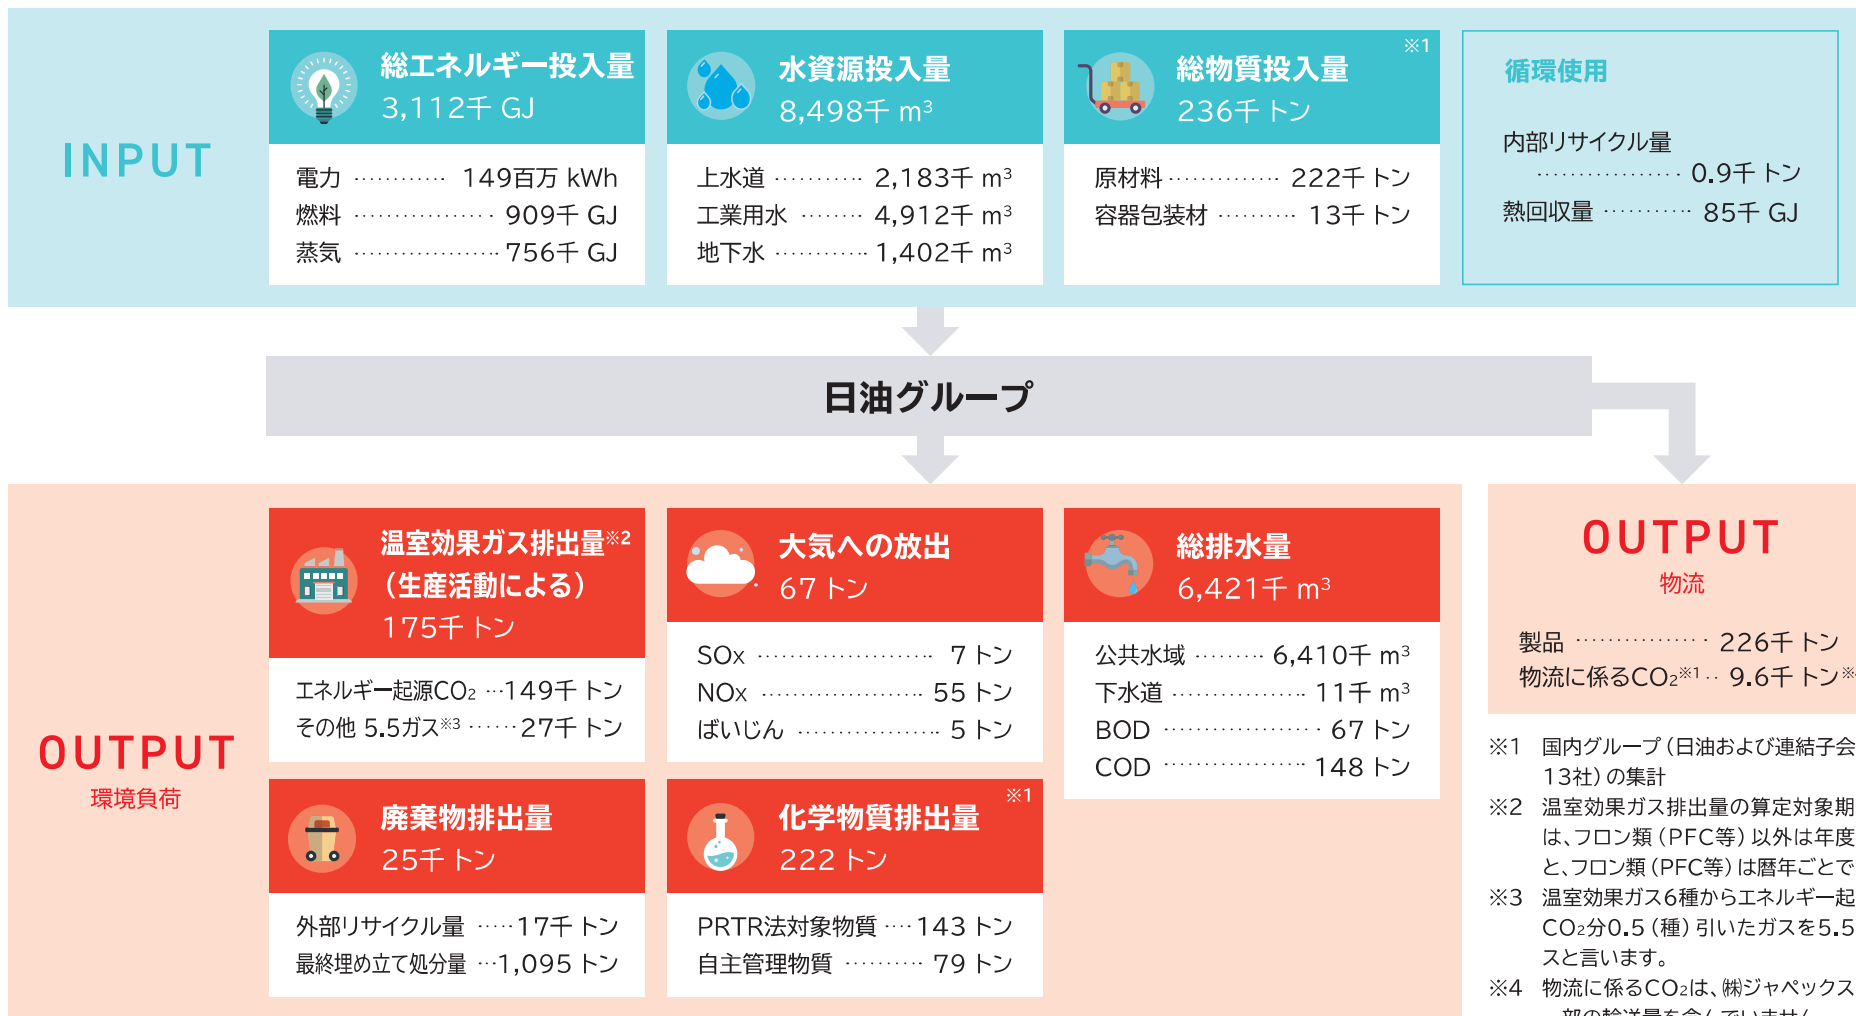 INPUT
総エネルギー投入量
3,112千 GJ
電力 ··········· 149百万 kWh
燃料 ················· 909千 GJ
蒸気 ················· 756千 GJ
水資源投入量
8,498千 m³
上水道 ··········· 2,183千 m³
工業用水 ········ 4,912千 m³
地下水 ··········· 1,402千 m³
総物質投入量 ※1
236千 トン
原材料 ············· 222千 トン
容器包装材 ········· 13千 トン
循環使用
内部リサイクル量
················· 0.9千 トン
熱回収量 ·········· 85千 GJ
日油グループ
OUTPUT
環境負荷
温室効果ガス排出量※2
（生産活動による）
175千 トン
エネルギー起源CO₂ ···149千 トン
その他 5.5ガス※3 ······27千 トン
大気への放出
67 トン
SOx ····················· 7 トン
NOx ···················· 55 トン
ばいじん ················· 5 トン
総排水量
6,421千 m³
公共水域 ········ 6,410千 m³
下水道 ················ 11千 m³
BOD ··················· 67 トン
COD ················· 148 トン
廃棄物排出量
25千 トン
外部リサイクル量 ·····17千 トン
最終埋め立て処分量 ···1,095 トン
化学物質排出量 ※1
222 トン
PRTR法対象物質 ····143 トン
自主管理物質 ········· 79 トン
OUTPUT
物流
製品 ················ 226千 トン
物流に係るCO₂※1 ·· 9.6千 トン※
※1 国内グループ（日油および連結子会
13社）の集計
※2 温室効果ガス排出量の算定対象期
は、フロン類（PFC等）以外は年度
と、フロン類（PFC等）は暦年ごとで
※3 温室効果ガス6種からエネルギー起
CO₂分0.5（種）引いたガスを5.5
スと言います。
※4 物流に係るCO₂は、㈱ジャペックス